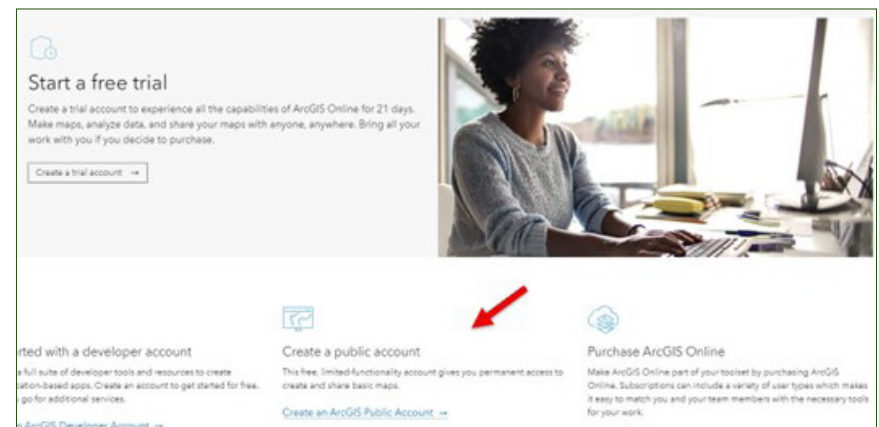 Start a free trial
Create a trial account to experience all the capabilities of ArcGIS Online for 21 days.
Make maps, analyze data, and share your maps with anyone, anywhere. Bring all your
work with you if you decide to purchase.
Create a trial account →
rted with a developer account
a full suite of developer tools and resources to create
cation-based apps. Create an account to get started for free.
go for additional services.
ArcGIS Developer Account →
Create a public account
This free, limited-functionality account gives you permanent access to
create and share basic maps.
Create an ArcGIS Public Account →
Purchase ArcGIS Online
Make ArcGIS Online part of your toolset by purchasing ArcGIS
Online. Subscriptions can include a variety of user types which makes
it easy to match you and your team members with the necessary tools
for your work.